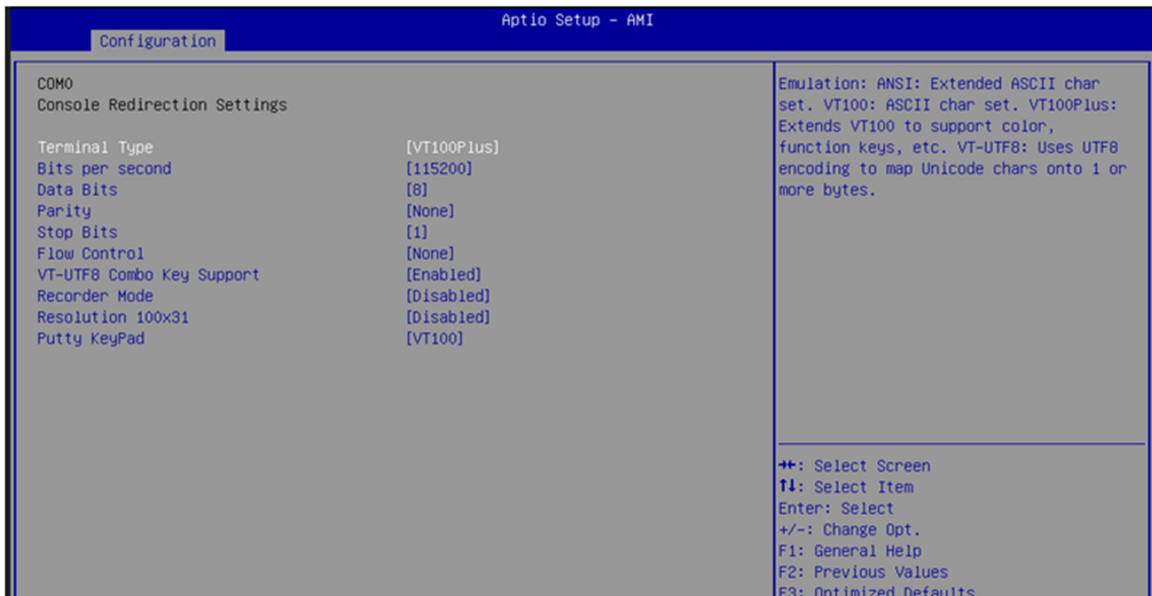 Aptio Setup - AMI
Configuration
COM0
Console Redirection Settings
Terminal Type [VT100Plus]
Bits per second [115200]
Data Bits [8]
Parity [None]
Stop Bits [1]
Flow Control [None]
VT-UTF8 Combo Key Support [Enabled]
Recorder Mode [Disabled]
Resolution 100x31 [Disabled]
Putty KeyPad [VT100]
Emulation: ANSI: Extended ASCII char
set. VT100: ASCII char set. VT100Plus:
Extends VT100 to support color,
function keys, etc. VT-UTF8: Uses UTF8
encoding to map Unicode chars onto 1 or
more bytes.
→←: Select Screen
↑↓: Select Item
Enter: Select
+/-: Change Opt.
F1: General Help
F2: Previous Values
F3: Optimized Defaults